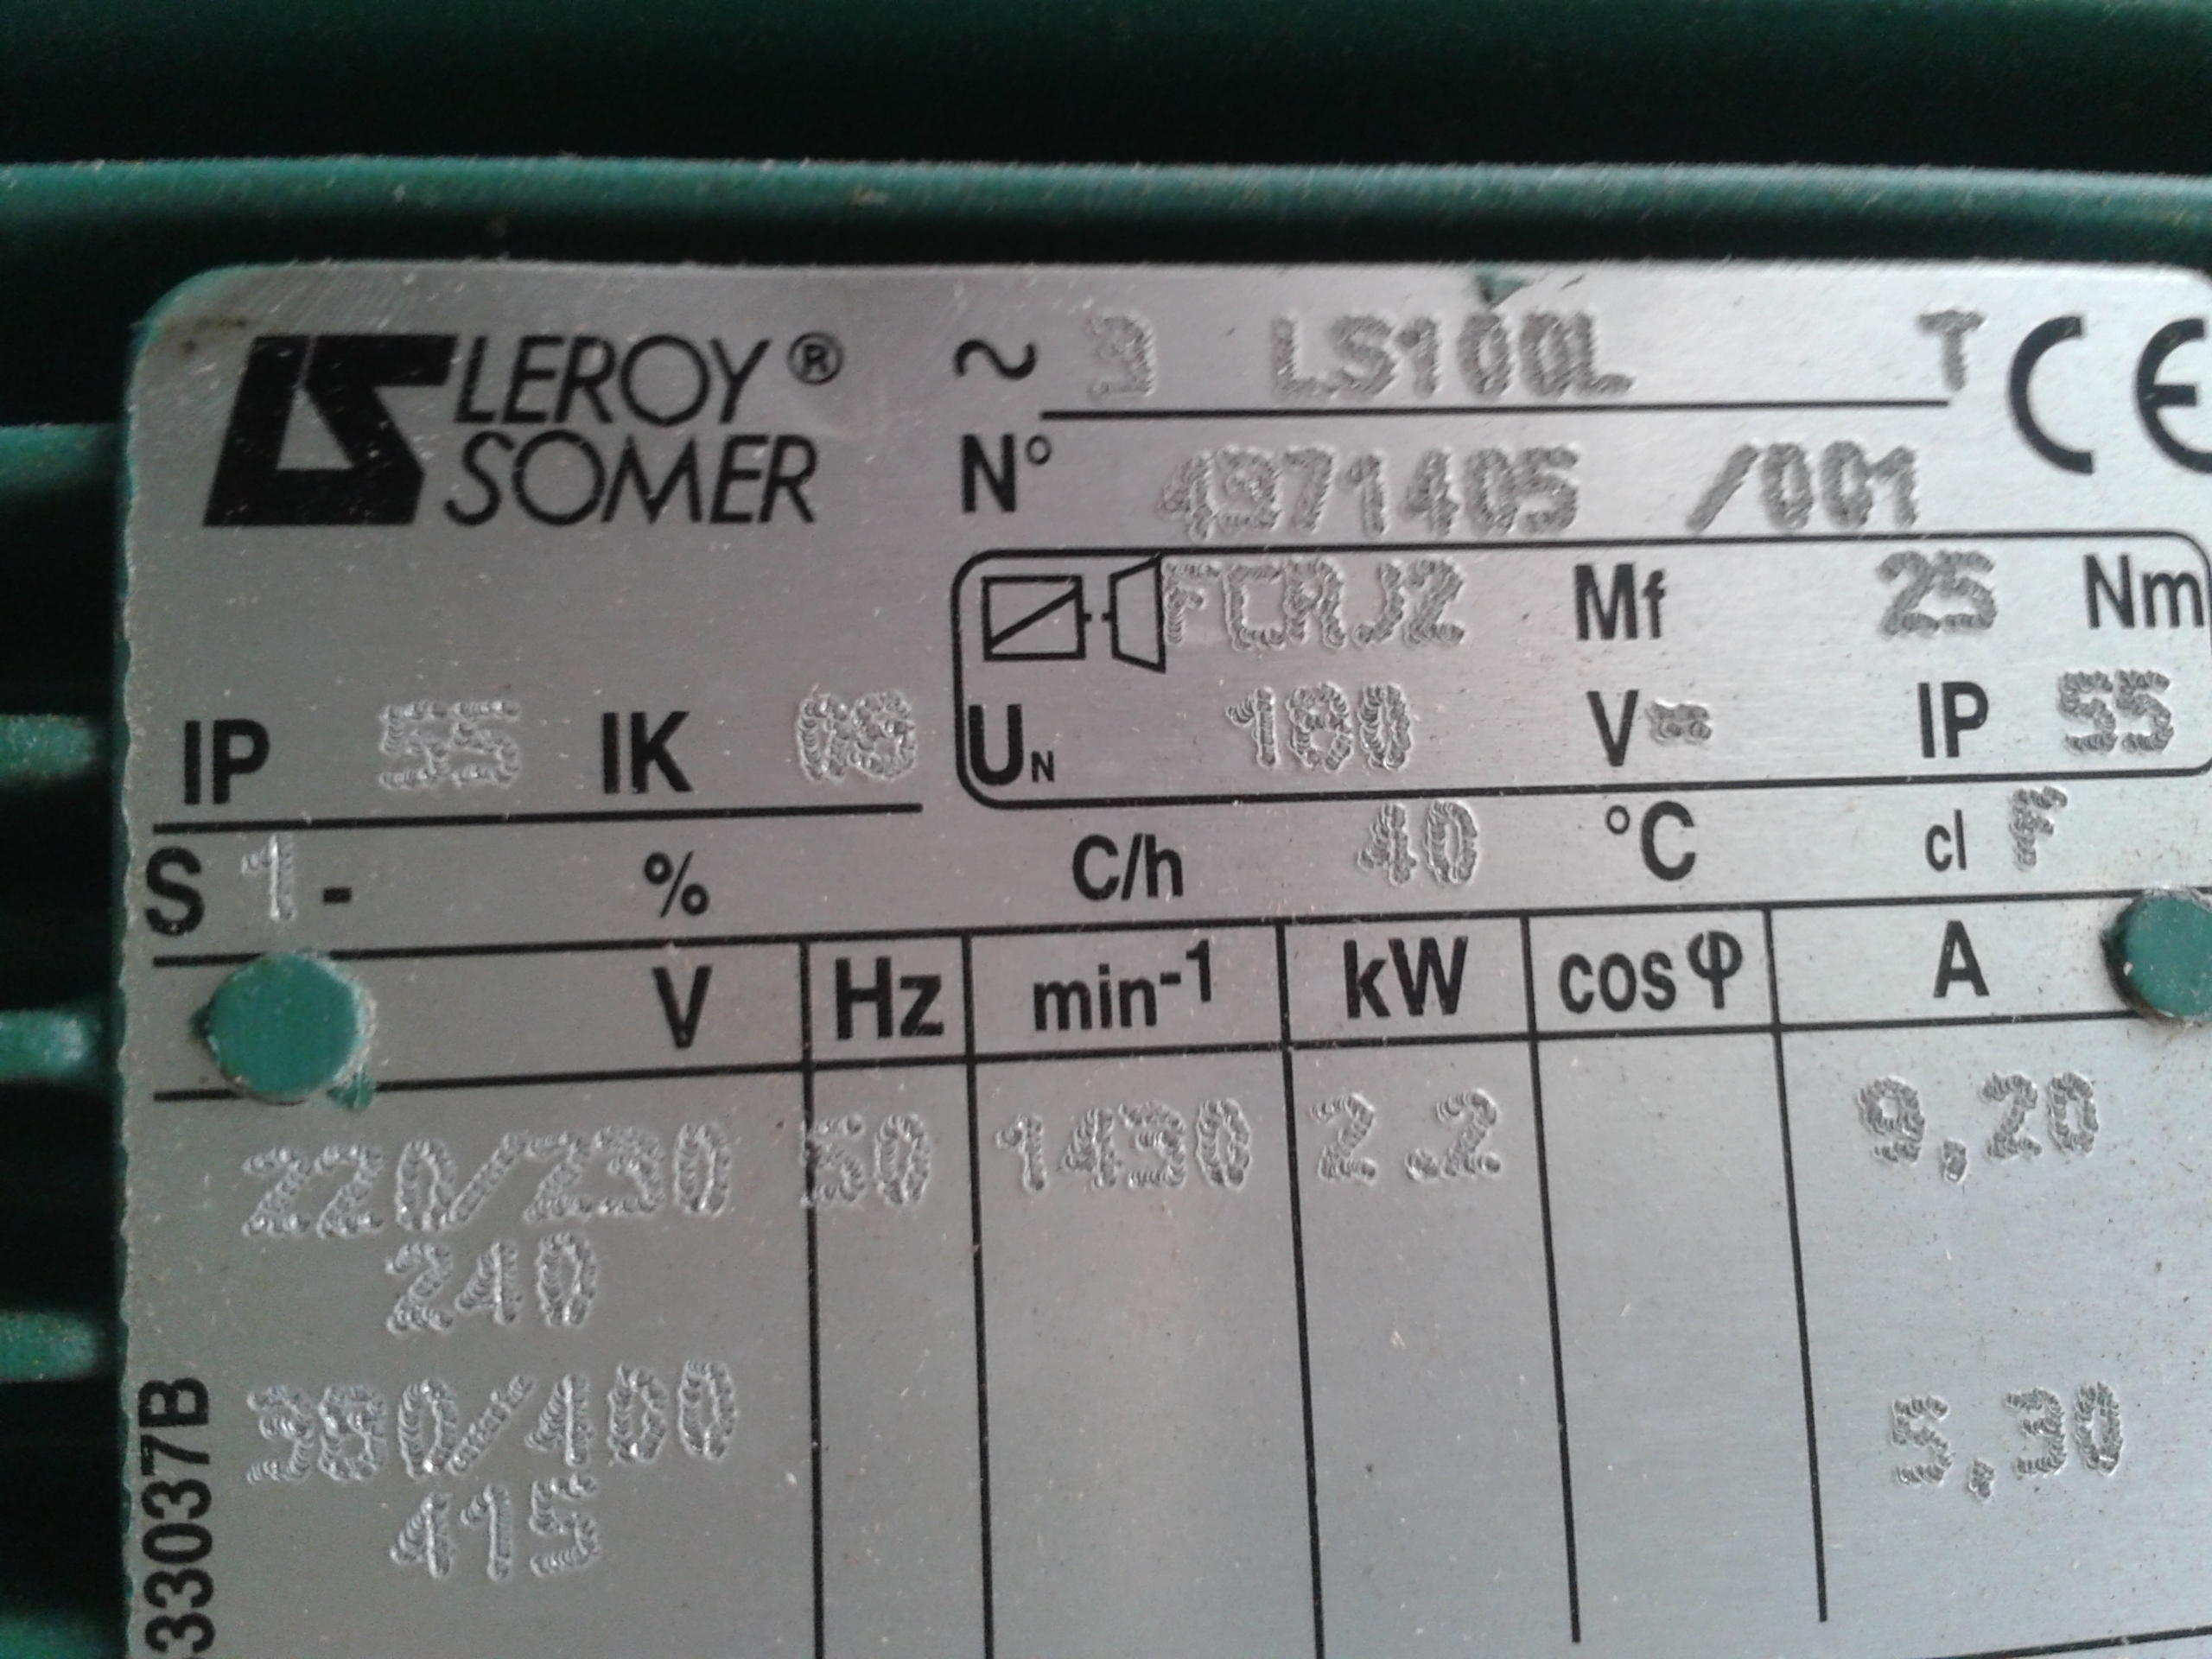 LEROY® ~ 3 LS100L T CE
SOMER N° 4971405 /001
FCRJ2 Mf 25 Nm
IP 55 IK 08 UN 180 V= IP 55
S 1 - % C/h 40 °C cl F
V Hz min-1 kW cos φ A
220/230 50 1430 2.2 9,20
240
380/400 5,30
415
33037B